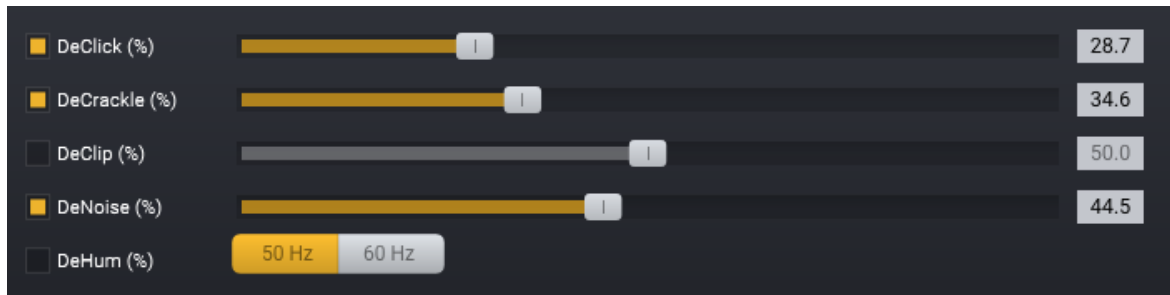 DeClick (%) 28.7
DeCrackle (%) 34.6
DeClip (%) 50.0
DeNoise (%) 44.5
DeHum (%) 50 Hz 60 Hz